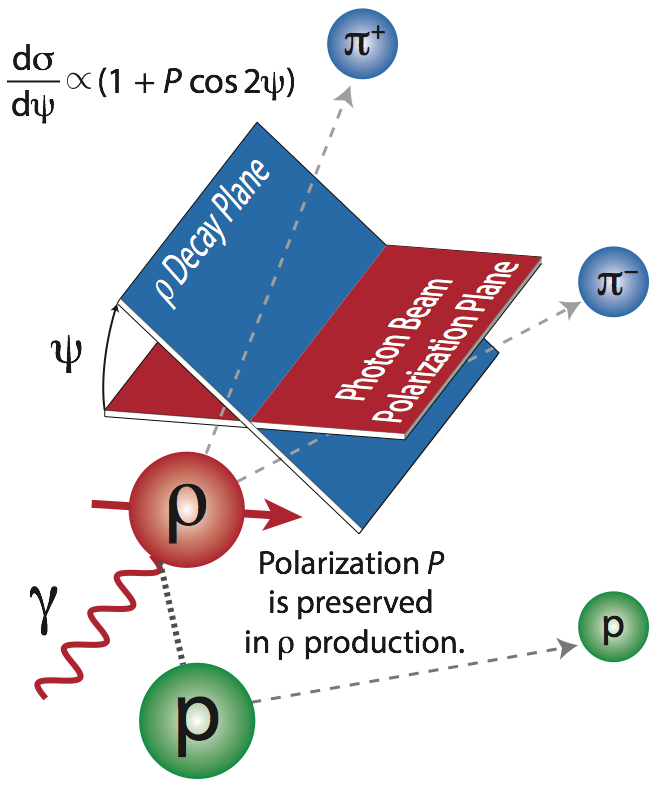 π⁺
dσ
dψ
∝ (1 + P cos 2ψ)
ρ Decay Plane
π⁻
Photon Beam
Polarization Plane
ψ
ρ
Polarization P
is preserved
in ρ production.
γ
p
p